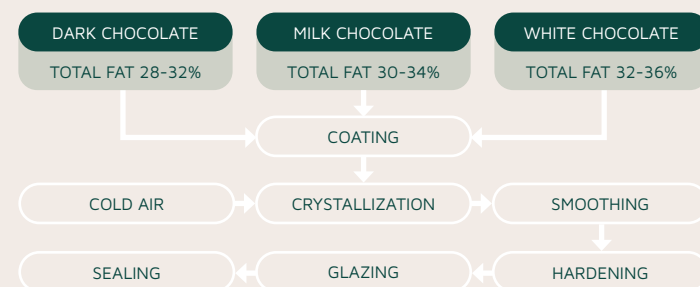 DARK CHOCOLATE
TOTAL FAT 28-32%
MILK CHOCOLATE
TOTAL FAT 30-34%
WHITE CHOCOLATE
TOTAL FAT 32-36%
COATING
COLD AIR
CRYSTALLIZATION
SMOOTHING
SEALING
GLAZING
HARDENING